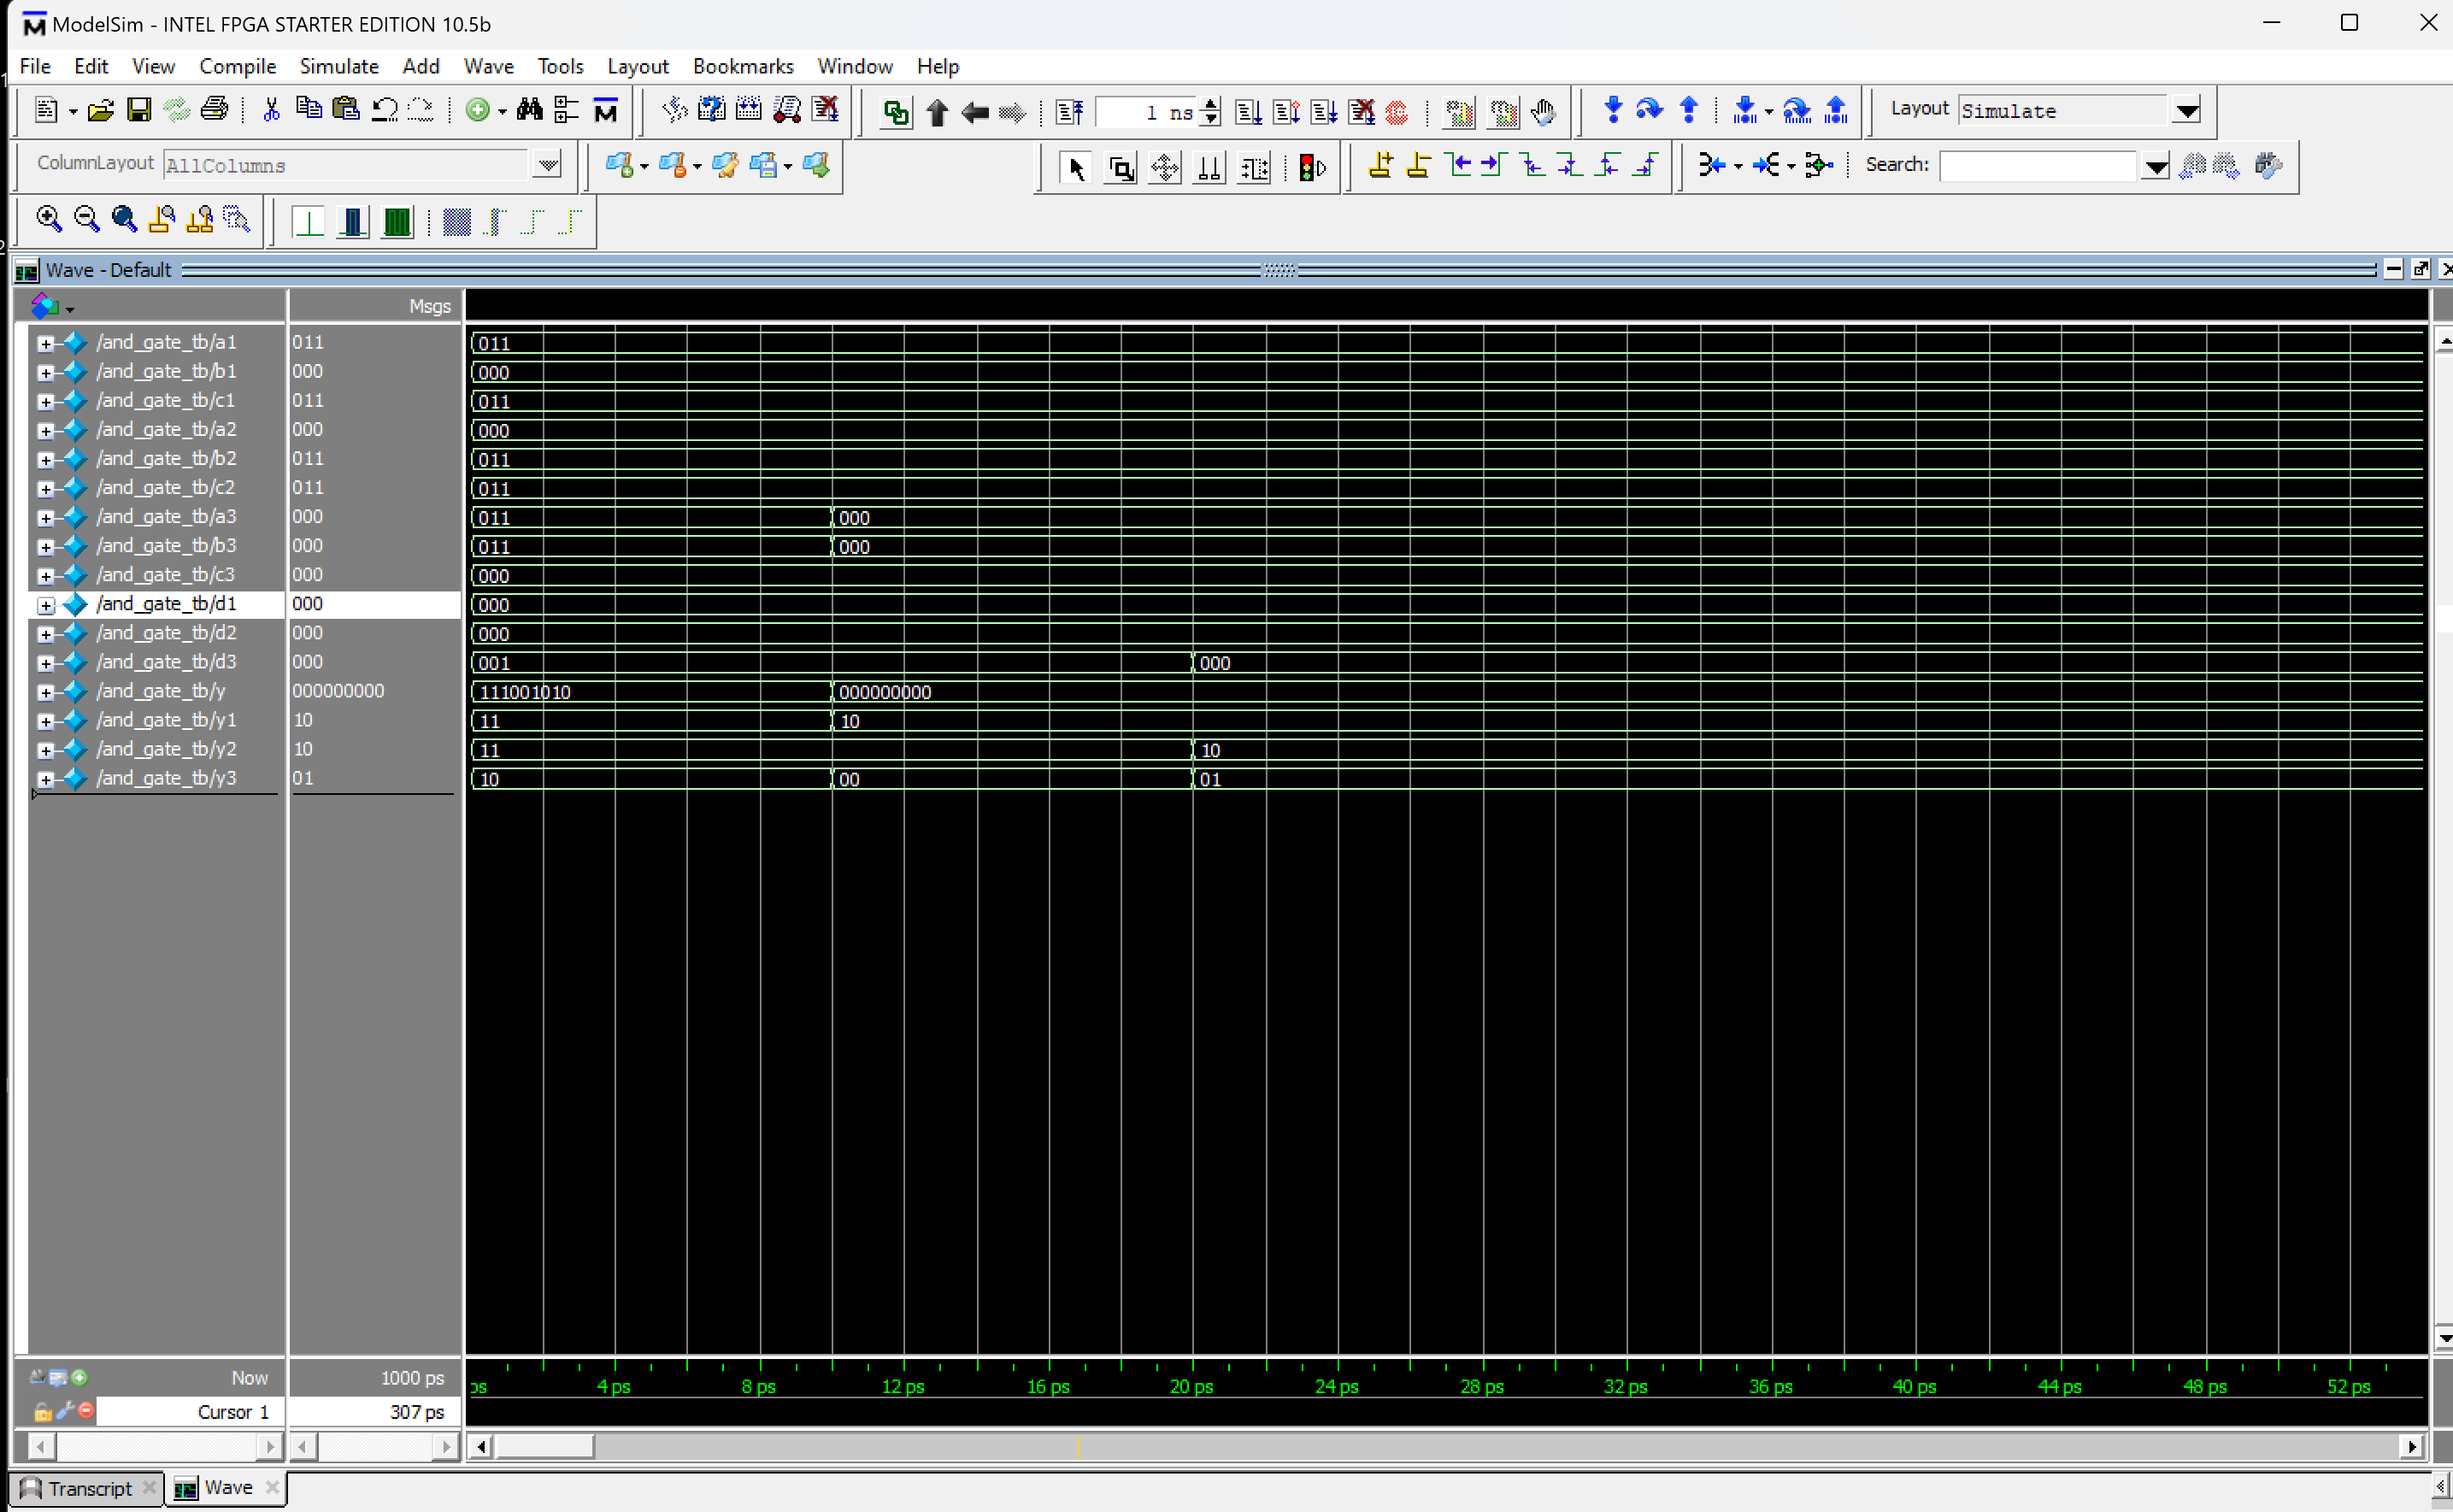 ModelSim - INTEL FPGA STARTER EDITION 10.5b
File Edit View Compile Simulate Add Wave Tools Layout Bookmarks Window Help
1 ns
Layout Simulate
ColumnLayout AllColumns
Search:
Wave - Default
Msgs
/and_gate_tb/a1 011 011
/and_gate_tb/b1 000 000
/and_gate_tb/c1 011 011
/and_gate_tb/a2 000 000
/and_gate_tb/b2 011 011
/and_gate_tb/c2 011 011
/and_gate_tb/a3 000 011 000
/and_gate_tb/b3 000 011 000
/and_gate_tb/c3 000 000
/and_gate_tb/d1 000 000
/and_gate_tb/d2 000 000
/and_gate_tb/d3 000 001 000
/and_gate_tb/y 000000000 111001010 000000000
/and_gate_tb/y1 10 11 10
/and_gate_tb/y2 10 11 10
/and_gate_tb/y3 01 10 00 01
Now 1000 ps
ps 4 ps 8 ps 12 ps 16 ps 20 ps 24 ps 28 ps 32 ps 36 ps 40 ps 44 ps 48 ps 52 ps
Cursor 1 307 ps
Transcript Wave